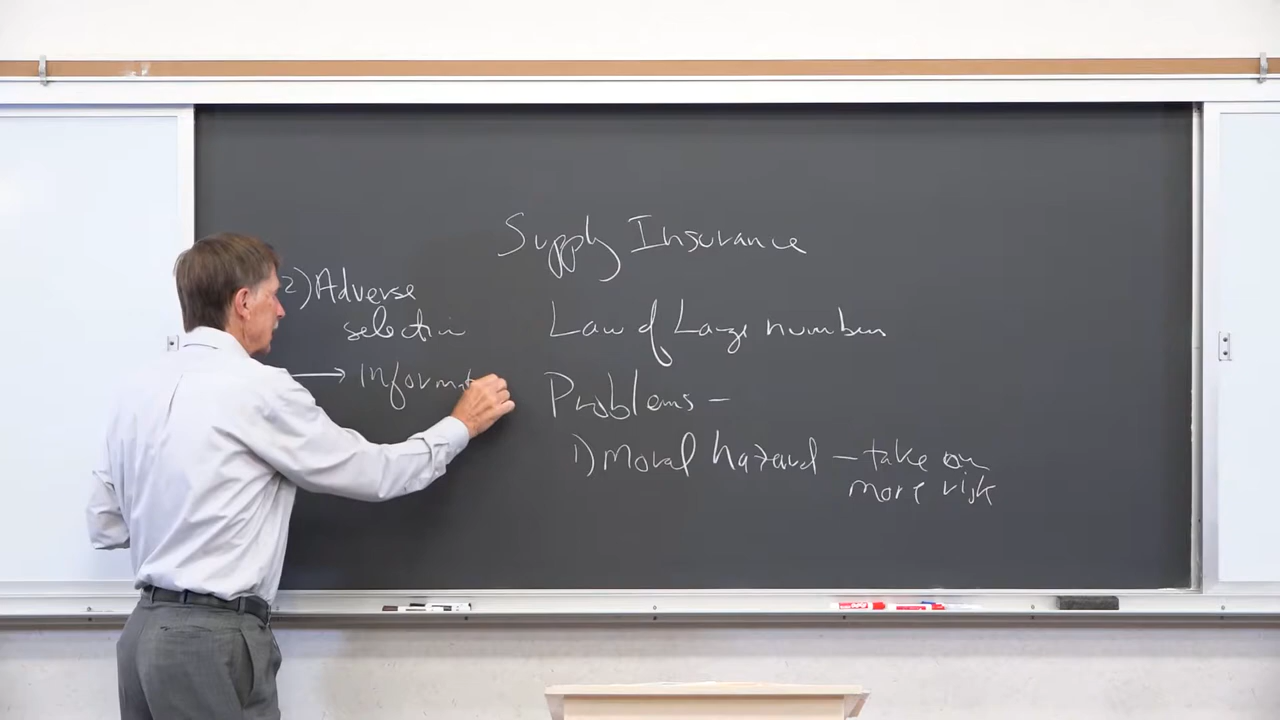 Supply Insurance
Law of Large numbers
Problems -
1) Moral hazard - take on
more risk
2) Adverse
selection
→ Informat